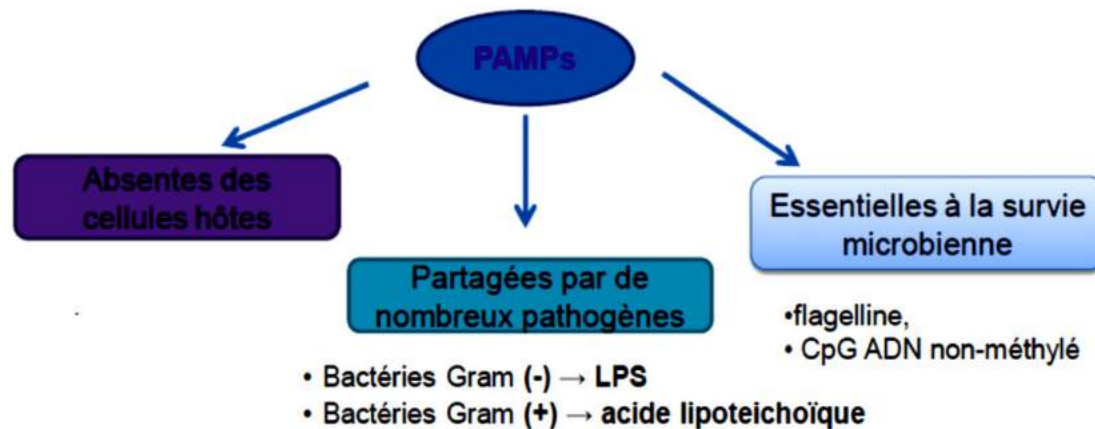 PAMPs
Absentes des
cellules hôtes
Partagées par de
nombreux pathogènes
• Bactéries Gram (-) → LPS
• Bactéries Gram (+) → acide lipoteichoïque
Essentielles à la survie
microbienne
•flagelline,
• CpG ADN non-méthylé